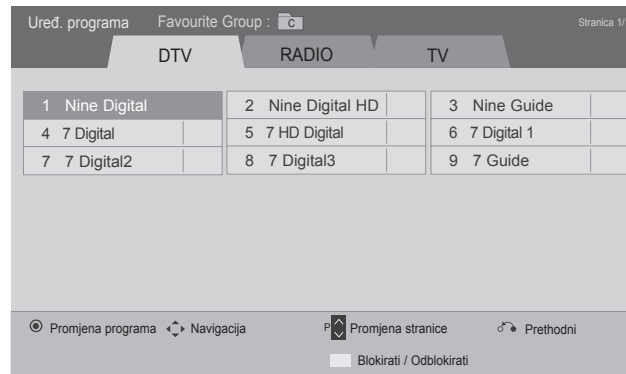 Uređ. programa Favourite Group : C Stranica 1/
DTV RADIO TV
1 Nine Digital 2 Nine Digital HD 3 Nine Guide
4 7 Digital 5 7 HD Digital 6 7 Digital 1
7 7 Digital2 8 7 Digital3 9 7 Guide
Promjena programa Navigacija P Promjena stranice Prethodni
Blokirati / Odblokirati